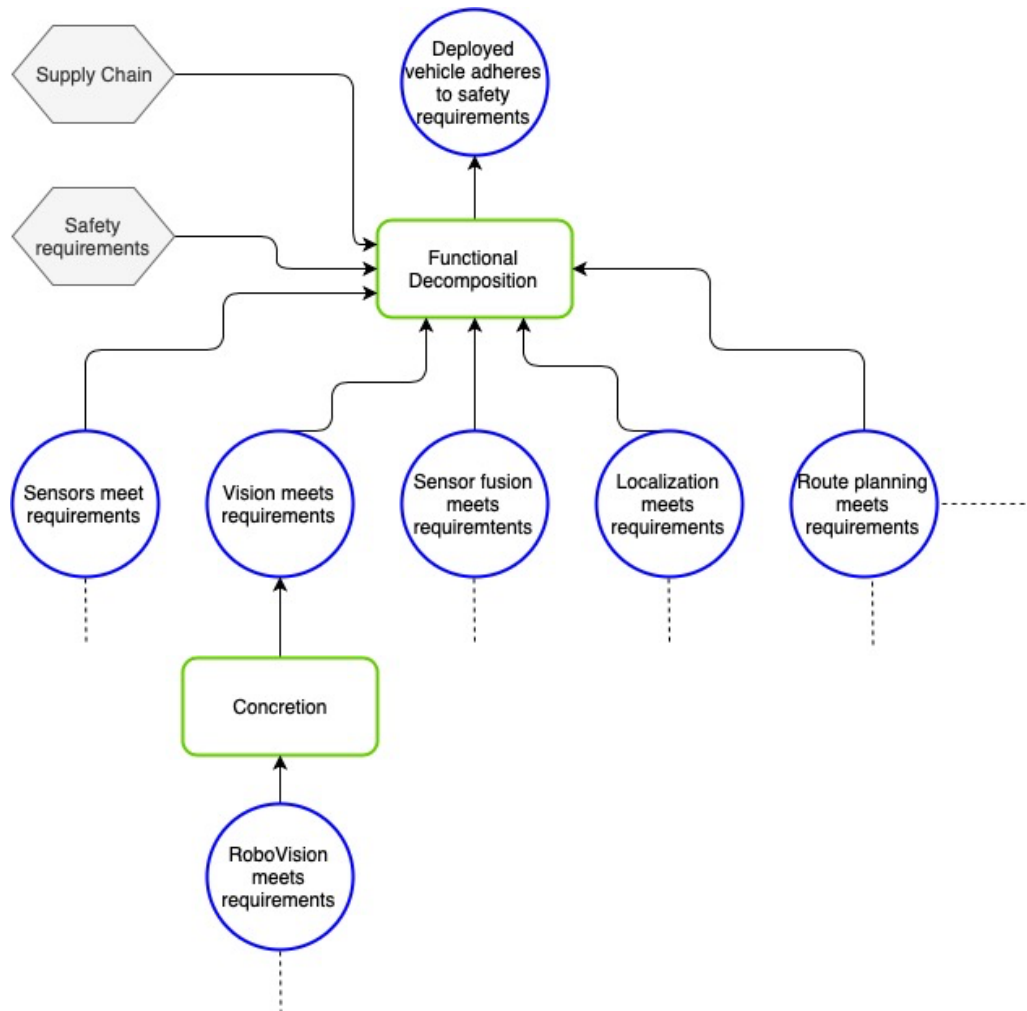 Supply Chain
Deployed
vehicle adheres
to safety
requirements
Safety
requirements
Functional
Decomposition
Sensors meet
requirements
Vision meets
requirements
Sensor fusion
meets
requiremtents
Localization
meets
requirements
Route planning
meets
requirements
Concretion
RoboVision
meets
requirements